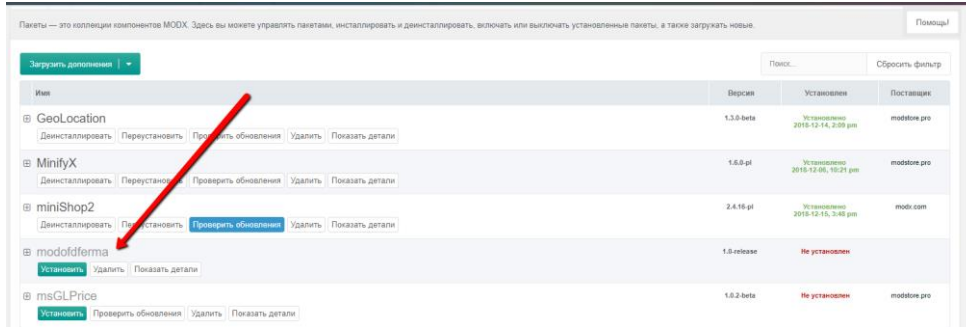 Пакеты — это коллекции компонентов MODX. Здесь вы можете управлять пакетами, инсталлировать и деинсталлировать, включать или выключать установленные пакеты, а также загружать новые.
Помощь!
Загрузить дополнения
Поиск...
Сбросить фильтр
Имя Версия Установлен Поставщик
GeoLocation 1.3.0-beta Установлено modstore.pro
2018-12-14, 2:09 pm
Деинсталлировать Переустановить Проверить обновления Удалить Показать детали
MinifyX 1.6.0-pl Установлено modstore.pro
2018-12-06, 10:21 pm
Деинсталлировать Переустановить Проверить обновления Удалить Показать детали
miniShop2 2.4.16-pl Установлено modx.com
2018-12-15, 3:48 pm
Деинсталлировать Переустановить Проверить обновления Удалить Показать детали
modofdferma 1.0-release Не установлен
Установить Удалить Показать детали
msGLPrice 1.0.2-beta Не установлен modstore.pro
Установить Проверить обновления Удалить Показать детали